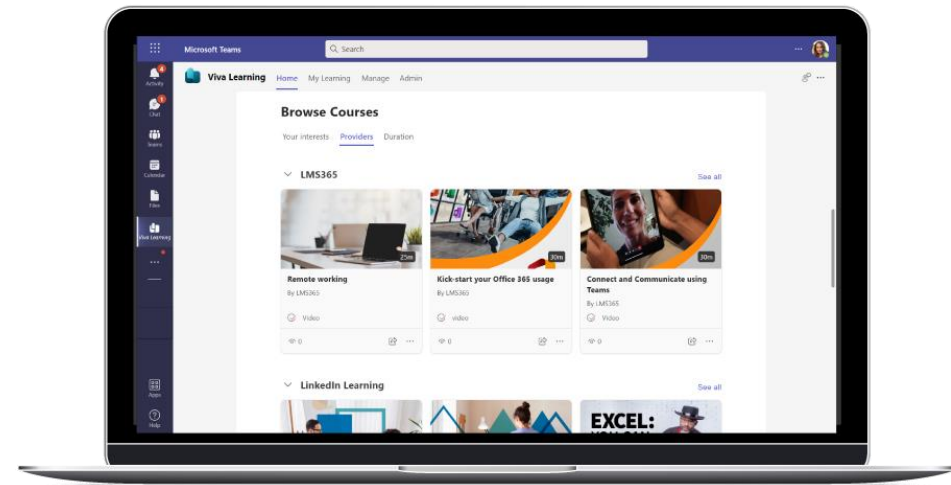 Microsoft Teams
Search
Activity
Chat
Teams
Calendar
Files
Viva Learning
Apps
Help
4
1
Viva Learning Home My Learning Manage Admin
Browse Courses
Your interests Providers Duration
LMS365 See all
25m 30m 30m
Remote working
By LMS365
Video
0
Kick-start your Office 365 usage
By LMS365
video
0
Connect and Communicate using
Teams
By LMS365
Video
0
LinkedIn Learning See all
EXCEL: